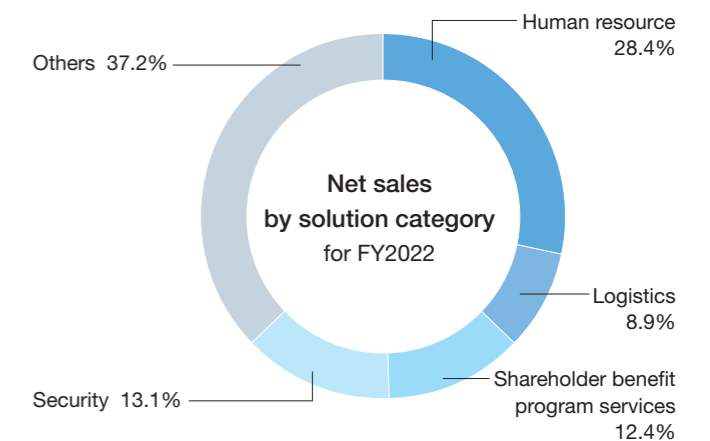 Human resource
28.4%
Others 37.2%
Net sales
by solution category
for FY2022
Logistics
8.9%
Shareholder benefit
program services
12.4%
Security 13.1%